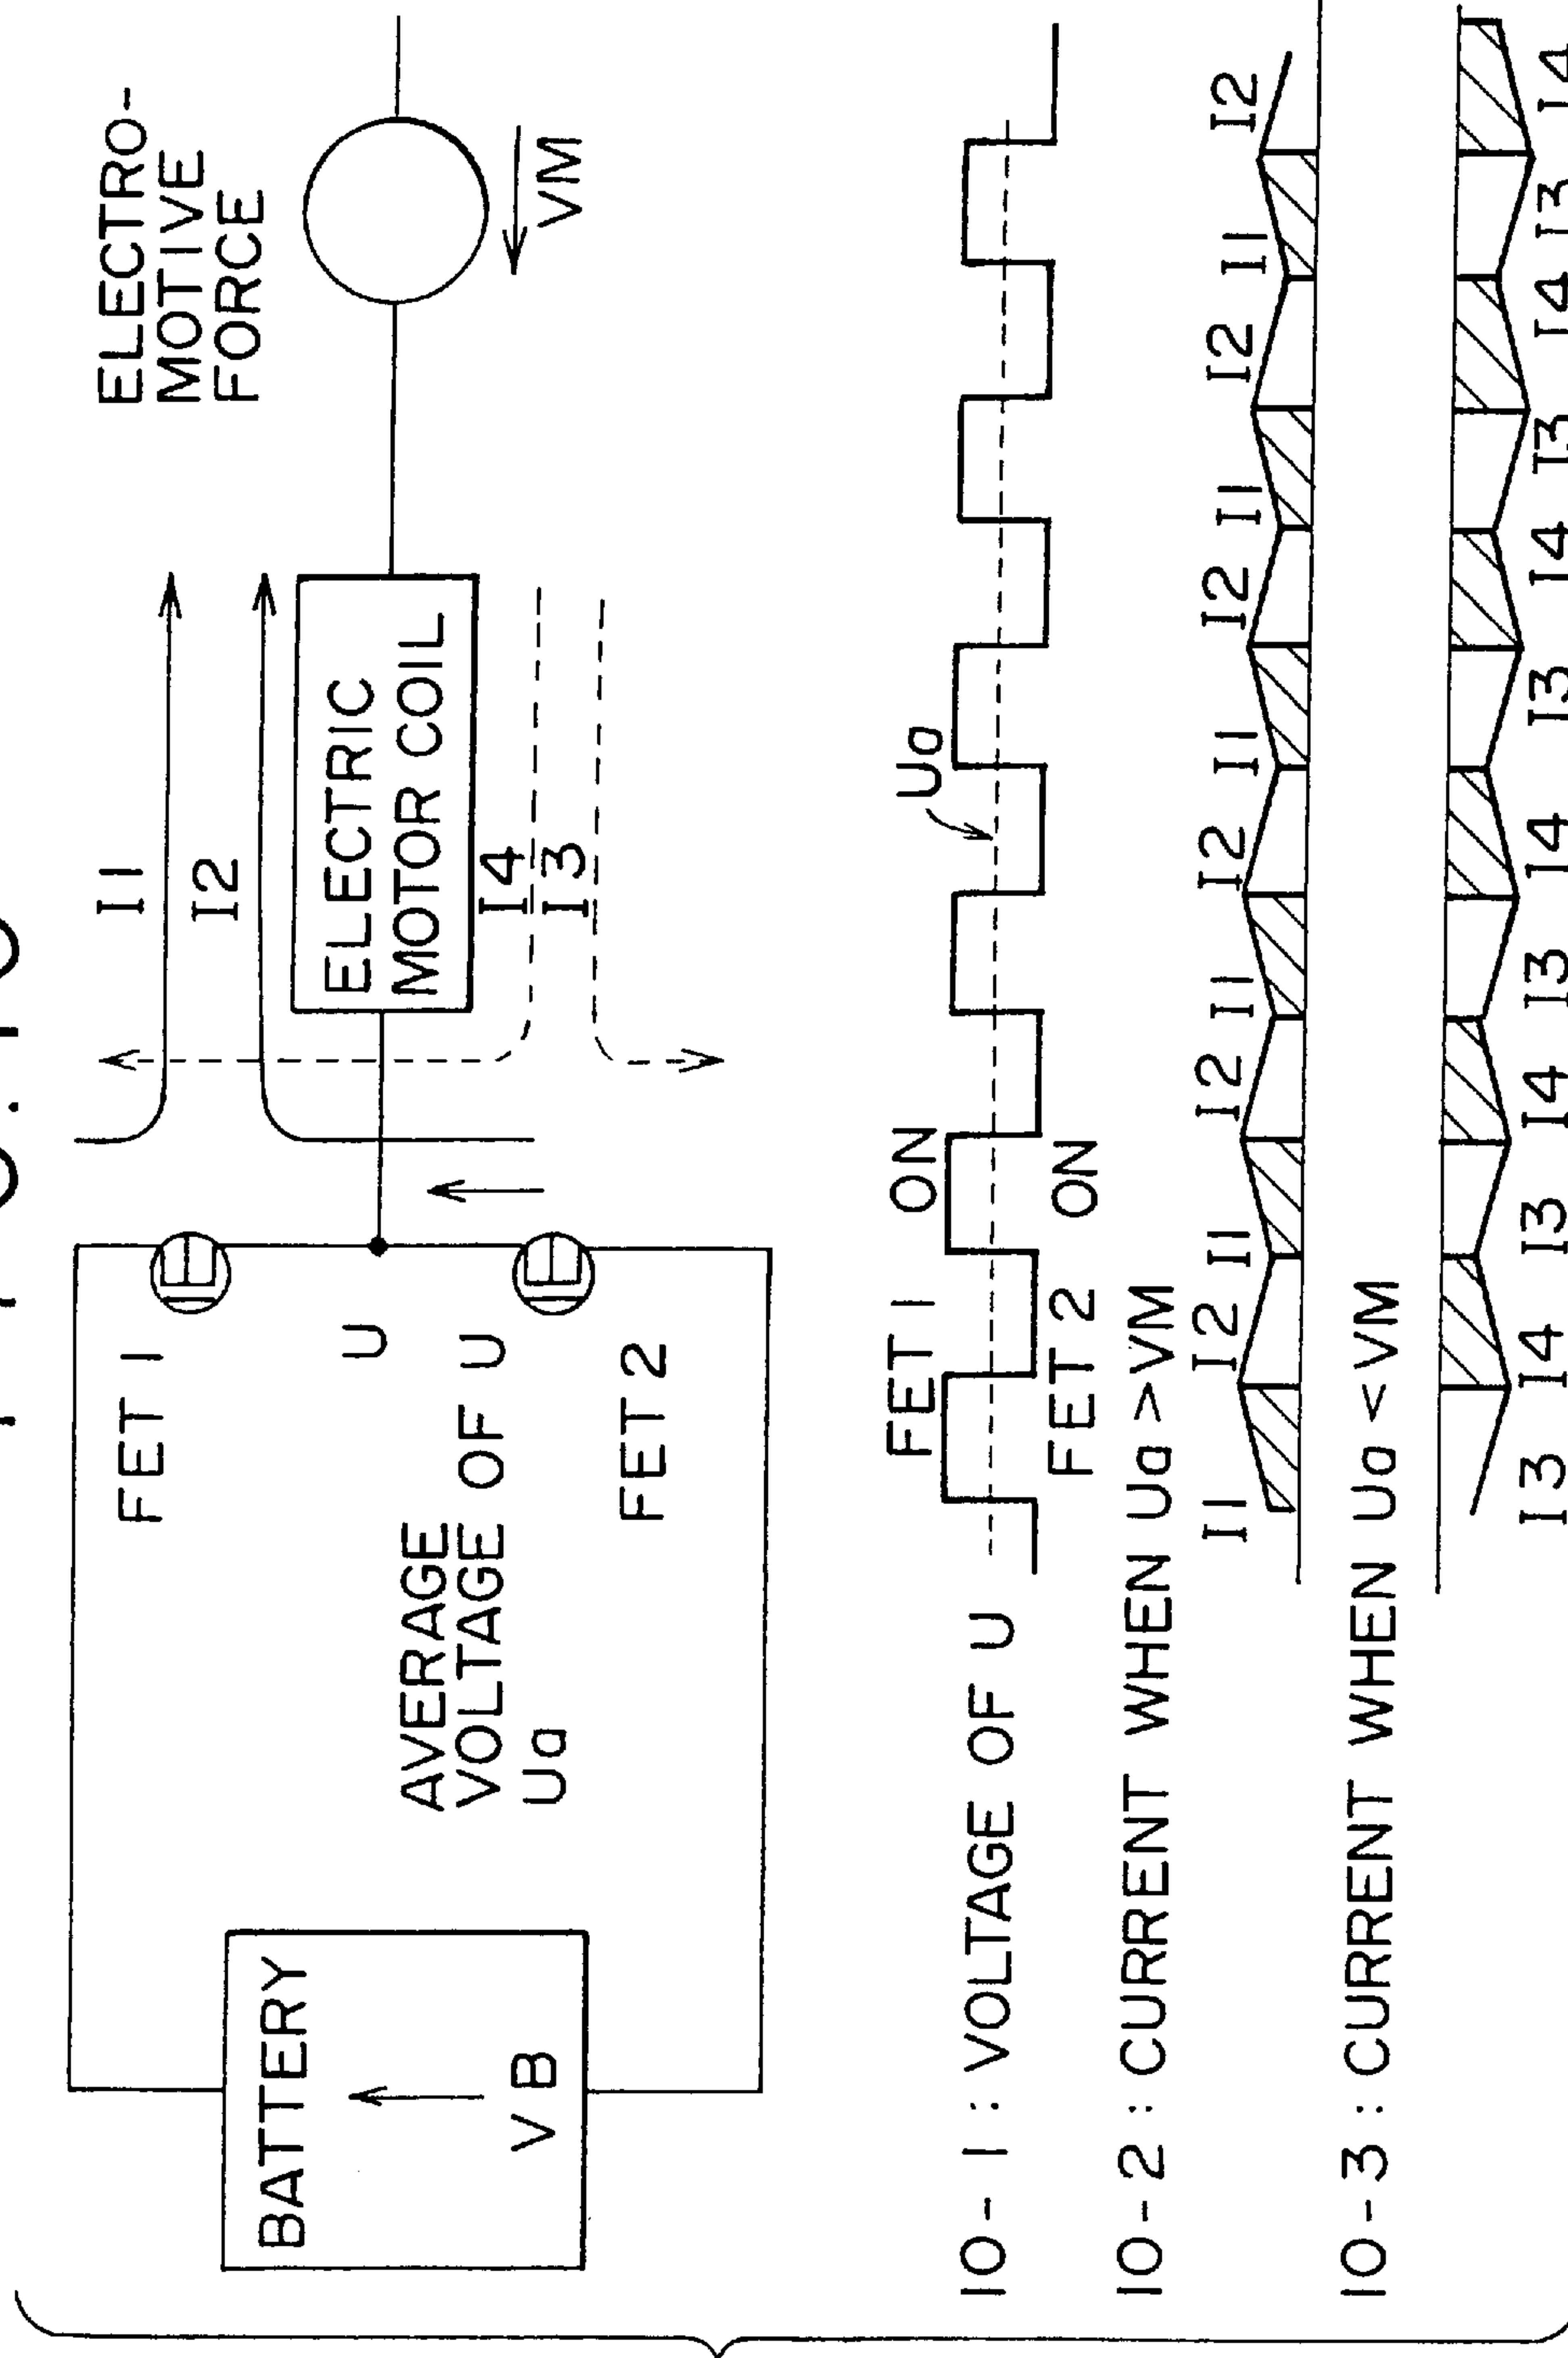 BATTERY
VB
FET 1
U
AVERAGE
VOLTAGE OF U
Ua
FET 2
I1
I2
ELECTRIC
MOTOR COIL
I4
I3
ELECTRO-
MOTIVE
FORCE
VM
10-1 : VOLTAGE OF U
FET 1 ON
FET 2 ON
Ua
10-2 : CURRENT WHEN Ua > VM
I1 I2 I1 I2 I1 I2 I1 I2 I1 I2 I1 I2
10-3 : CURRENT WHEN Ua < VM
I3 I4 I3 I4 I3 I4 I3 I4 I3 I4 I3 I4